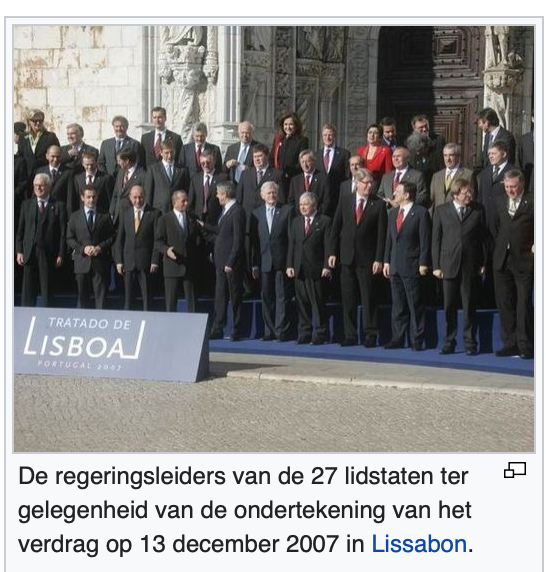 TRATADO DE
LISBOA
PORTUGAL 2007
De regeringsleiders van de 27 lidstaten ter
gelegenheid van de ondertekening van het
verdrag op 13 december 2007 in Lissabon.